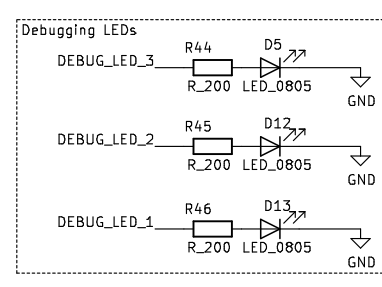 Debugging LEDs
R44 D5
DEBUG_LED_3
R_200 LED_0805
GND
R45 D12
DEBUG_LED_2
R_200 LED_0805
GND
R46 D13
DEBUG_LED_1
R_200 LED_0805
GND